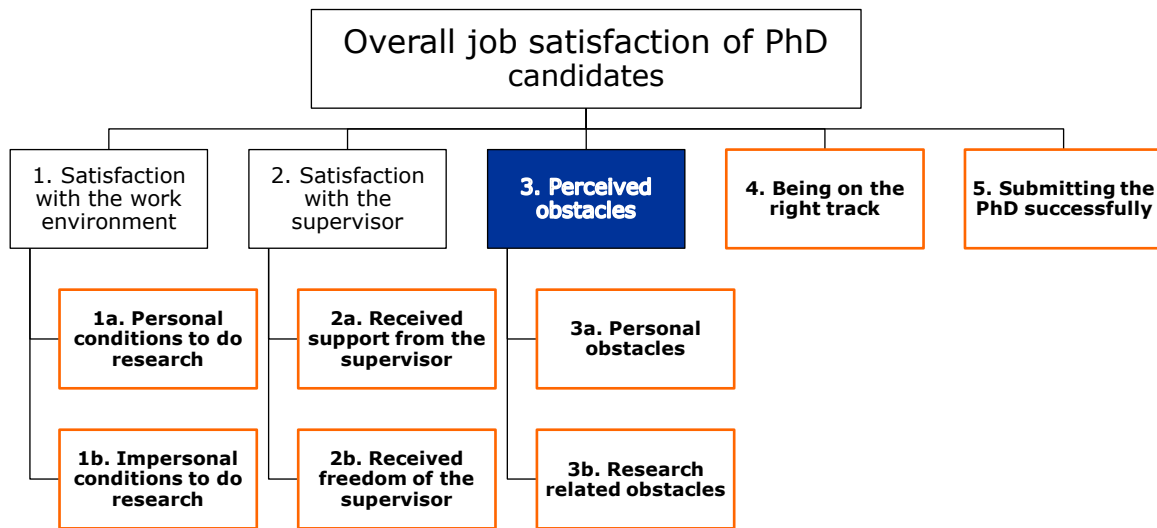 Overall job satisfaction of PhD
candidates
1. Satisfaction
with the work
environment
2. Satisfaction
with the
supervisor
3. Perceived
obstacles
4. Being on the
right track
5. Submitting the
PhD successfully
1a. Personal
conditions to do
research
2a. Received
support from the
supervisor
3a. Personal
obstacles
1b. Impersonal
conditions to do
research
2b. Received
freedom of the
supervisor
3b. Research
related obstacles